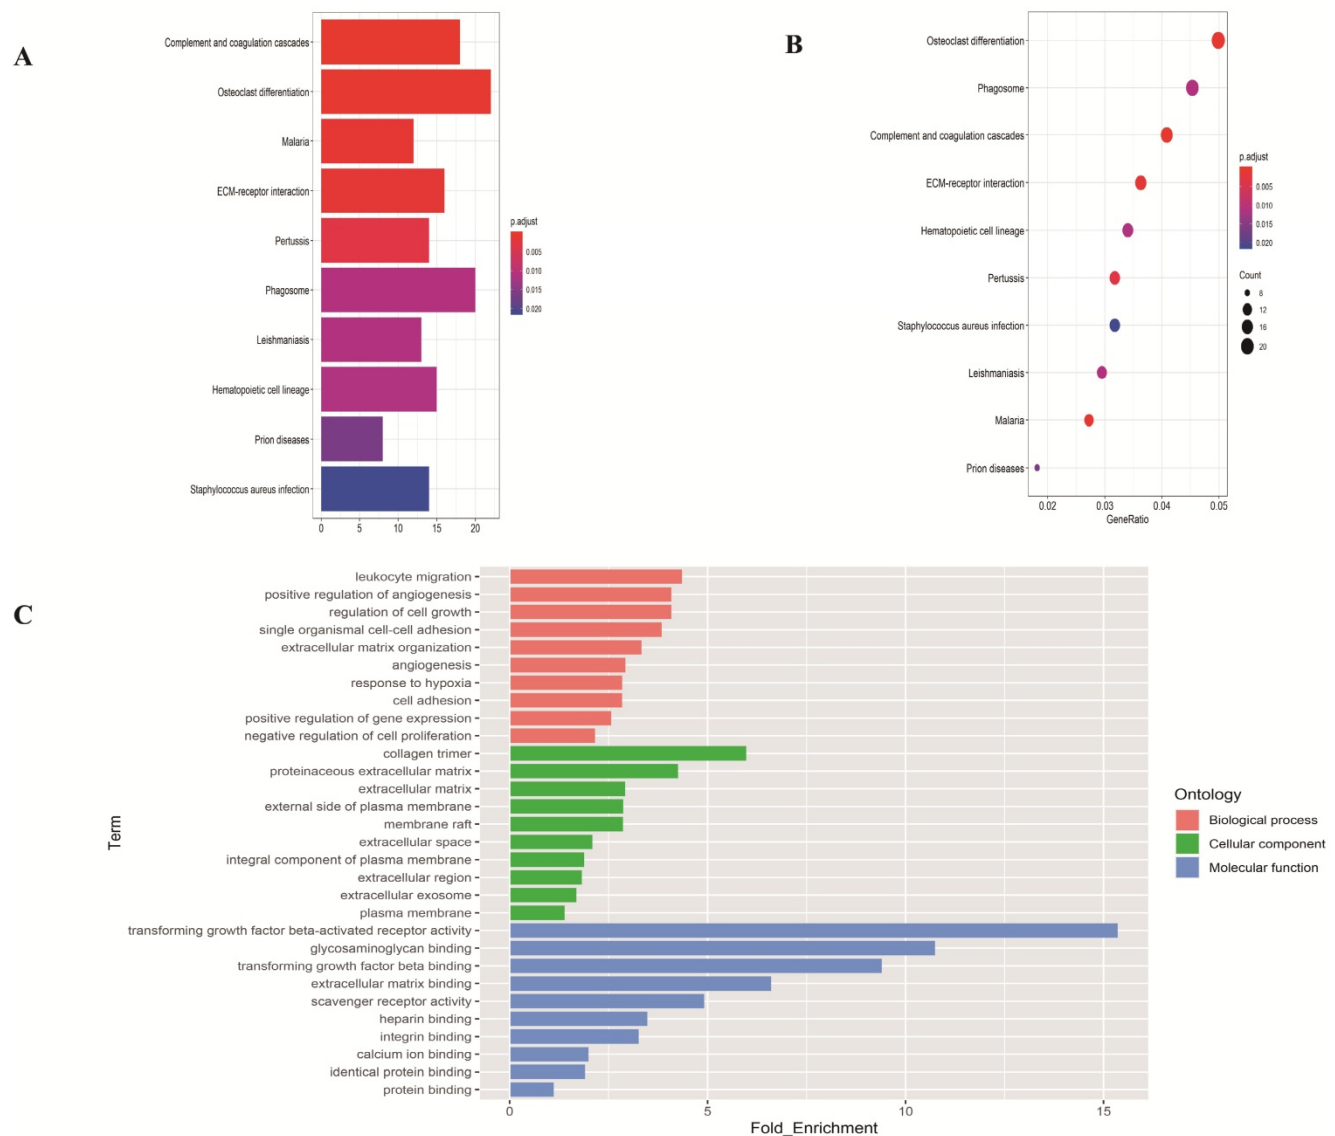 A
Complement and coagulation cascades
Osteoclast differentiation
Malaria
ECM-receptor interaction
Pertussis
Phagosome
Leishmaniasis
Hematopoietic cell lineage
Prion diseases
Staphylococcus aureus infection
0 5 10 15 20
p.adjust
0.005
0.010
0.015
0.020
B
Osteoclast differentiation
Phagosome
Complement and coagulation cascades
ECM-receptor interaction
Hematopoietic cell lineage
Pertussis
Staphylococcus aureus infection
Leishmaniasis
Malaria
Prion diseases
0.02 0.03 0.04 0.05
GeneRatio
p.adjust
0.005
0.010
0.015
0.020
Count
8
12
16
20
C
Term
leukocyte migration
positive regulation of angiogenesis
regulation of cell growth
single organismal cell-cell adhesion
extracellular matrix organization
angiogenesis
response to hypoxia
cell adhesion
positive regulation of gene expression
negative regulation of cell proliferation
collagen trimer
proteinaceous extracellular matrix
extracellular matrix
external side of plasma membrane
membrane raft
extracellular space
integral component of plasma membrane
extracellular region
extracellular exosome
plasma membrane
transforming growth factor beta-activated receptor activity
glycosaminoglycan binding
transforming growth factor beta binding
extracellular matrix binding
scavenger receptor activity
heparin binding
integrin binding
calcium ion binding
identical protein binding
protein binding
0 5 10 15
Fold_Enrichment
Ontology
Biological process
Cellular component
Molecular function